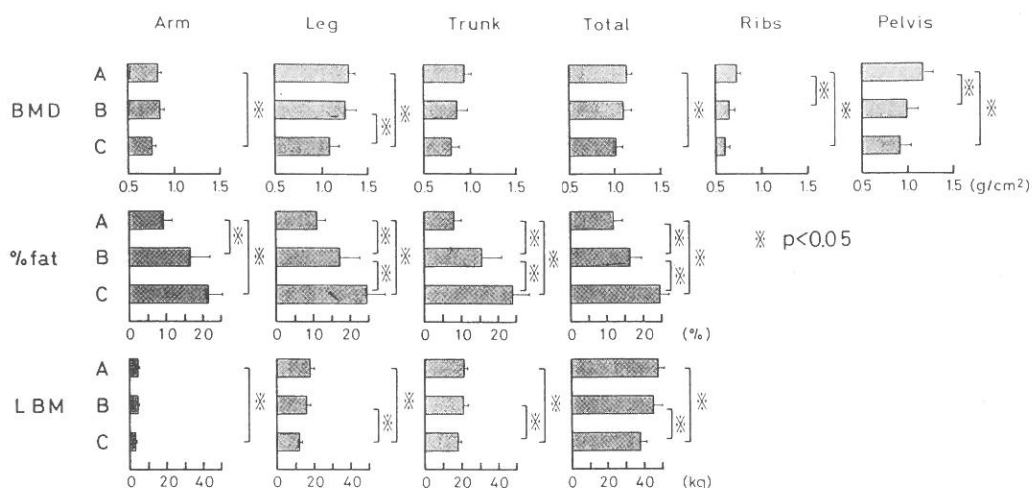 Arm Leg Trunk Total Ribs Pelvis
BMD
A
B
C
※ ※ ※ ※ ※ ※ ※ ※
0.5 1.0 1.5 0.5 1.0 1.5 0.5 1.0 1.5 0.5 1.0 1.5 0.5 1.0 1.5 0.5 1.0 (g/cm²)
%fat
A
B
C
※ ※ ※ ※ ※ ※ ※ ※ ※ ※ ※
※ p<0.05
0 10 20 0 10 20 0 10 20 0 10 20 (%)
LBM
A
B
C
※ ※ ※ ※ ※ ※ ※
0 20 40 0 20 40 0 20 40 0 20 40 (kg)